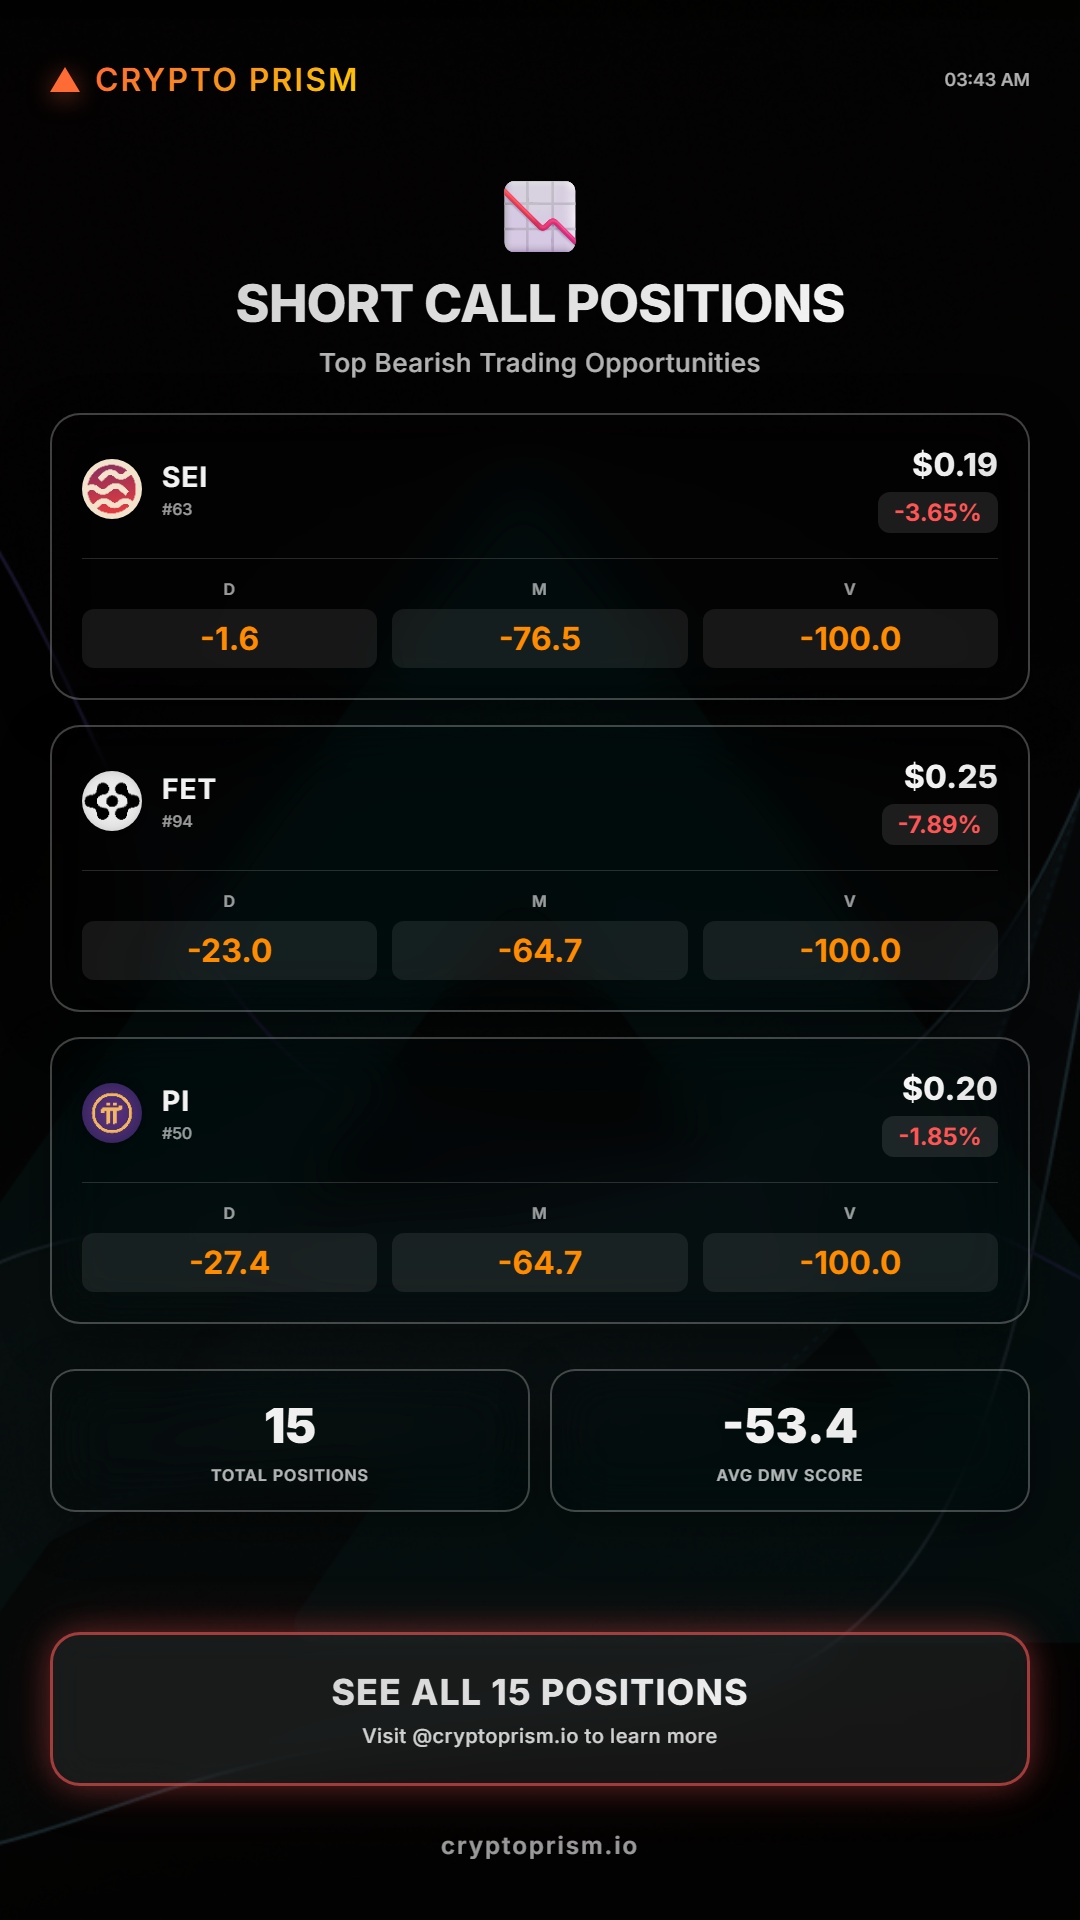 CRYPTO PRISM
03:43 AM
SHORT CALL POSITIONS
Top Bearish Trading Opportunities
SEI
#63
$0.19
-3.65%
D M V
-1.6 -76.5 -100.0
FET
#94
$0.25
-7.89%
D M V
-23.0 -64.7 -100.0
PI
#50
$0.20
-1.85%
D M V
-27.4 -64.7 -100.0
15
TOTAL POSITIONS
-53.4
AVG DMV SCORE
SEE ALL 15 POSITIONS
Visit @cryptoprism.io to learn more
cryptoprism.io